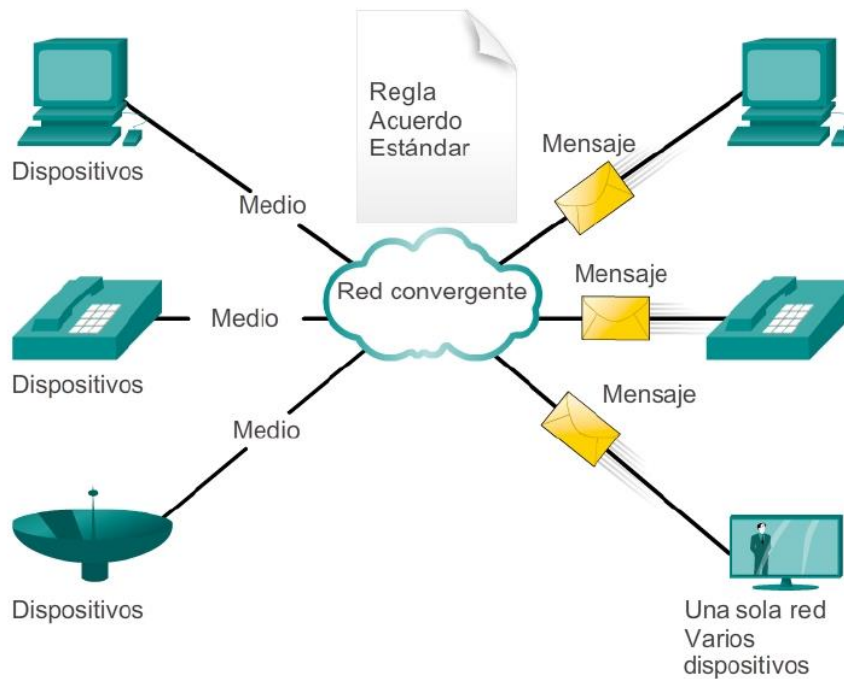 Regla
Acuerdo
Estándar
Mensaje
Dispositivos
Medio
Mensaje
Red convergente
Medio
Dispositivos
Mensaje
Medio
Dispositivos
Una sola red
Varios
dispositivos